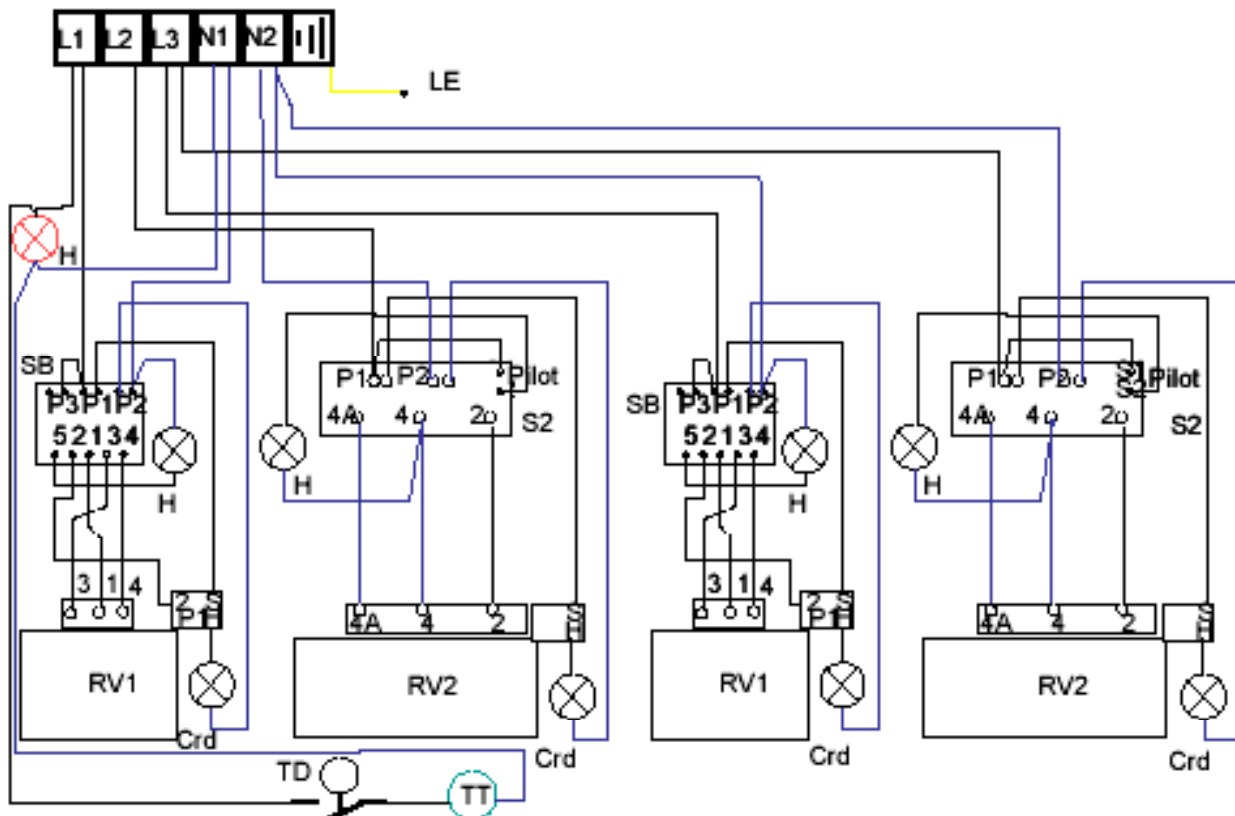 L1 L2 L3 N1 N2
LE
H
SB P3 P1 P2
5 2 1 3 4
H
3 1 4
2 S
P1
RV1
Crd
P1 P2 Pilot
4A 4 2 S2
H
4A 4 2
RV2
Crd
SB P3 P1 P2
5 2 1 3 4
H
3 1 4
2 S
P1
RV1
Crd
P1 P2 Pilot
4A 4 2 S2
H
4A 4 2
RV2
Crd
TD TT